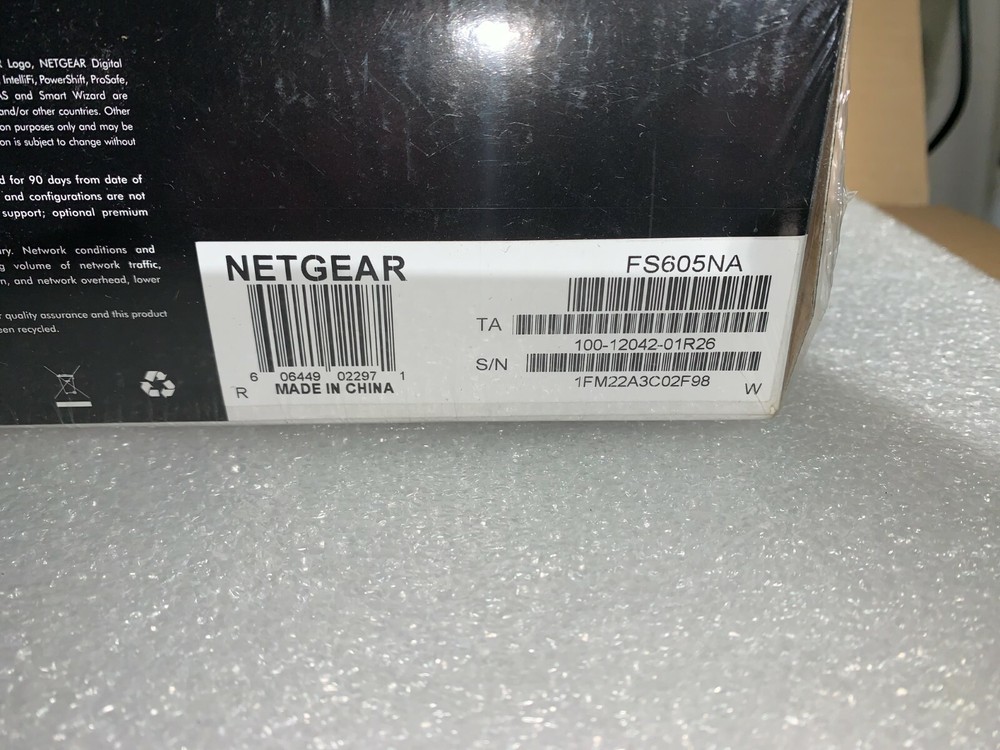 Logo, NETGEAR Digital
IntelliFi, PowerShift, ProSafe,
AS and Smart Wizard are
and/or other countries. Other
on purposes only and may be
on is subject to change without
d for 90 days from date of
and configurations are not
support; optional premium
ry. Network conditions and
g volume of network traffic,
n, and network overhead, lower
r quality assurance and this product
een recycled.
NETGEAR
6 06449 02297 1
R MADE IN CHINA
FS605NA
TA
100-12042-01R26
S/N
1FM22A3C02F98
W